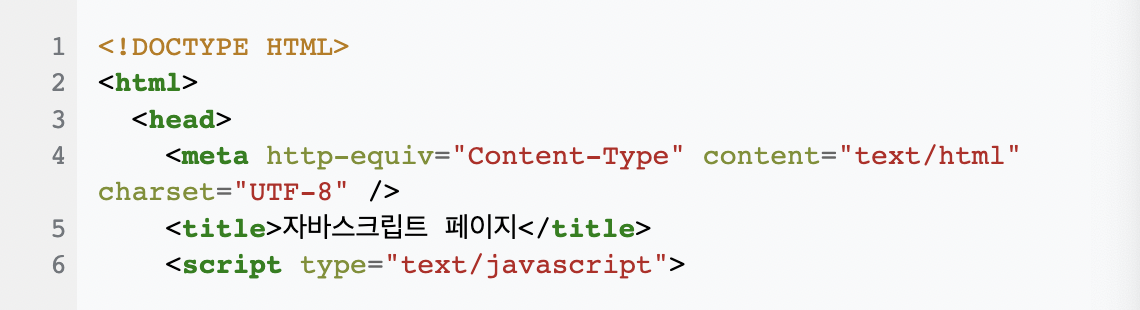 1 <!DOCTYPE HTML>
2 <html>
3 <head>
4 <meta http-equiv="Content-Type" content="text/html"
charset="UTF-8" />
5 <title>자바스크립트 페이지</title>
6 <script type="text/javascript">